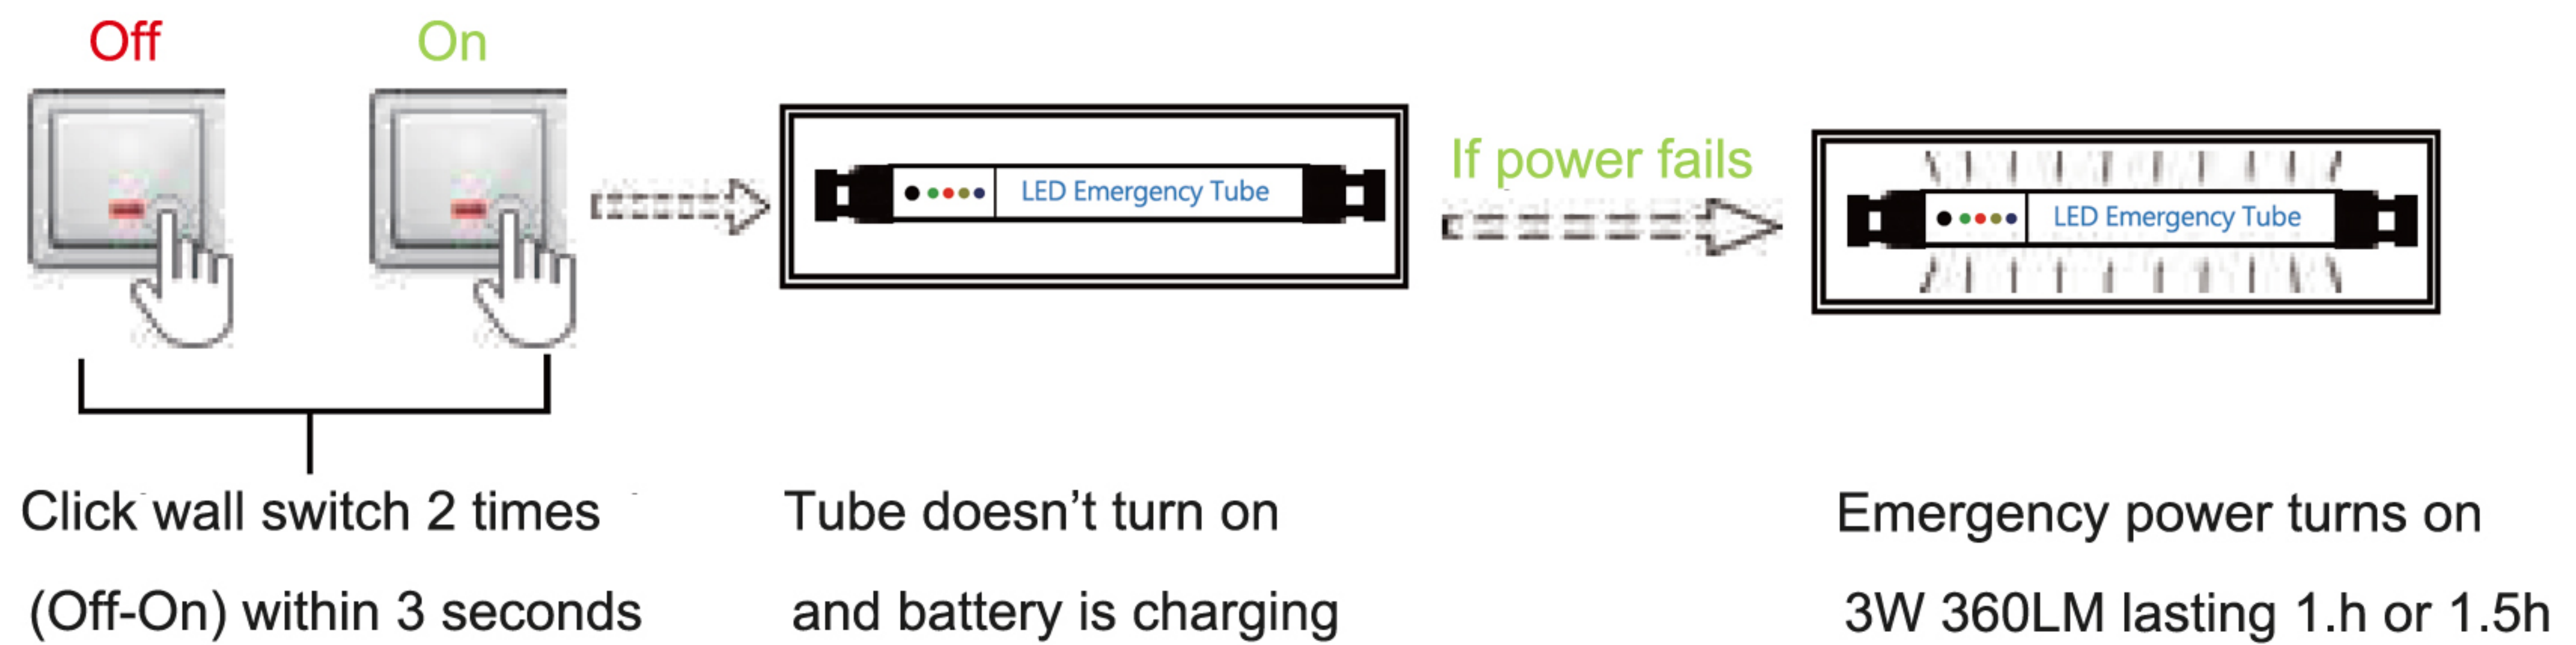 Off
On
LED Emergency Tube
If power fails
LED Emergency Tube
Click wall switch 2 times
(Off-On) within 3 seconds
Tube doesn't turn on
and battery is charging
Emergency power turns on
3W 360LM lasting 1.h or 1.5h